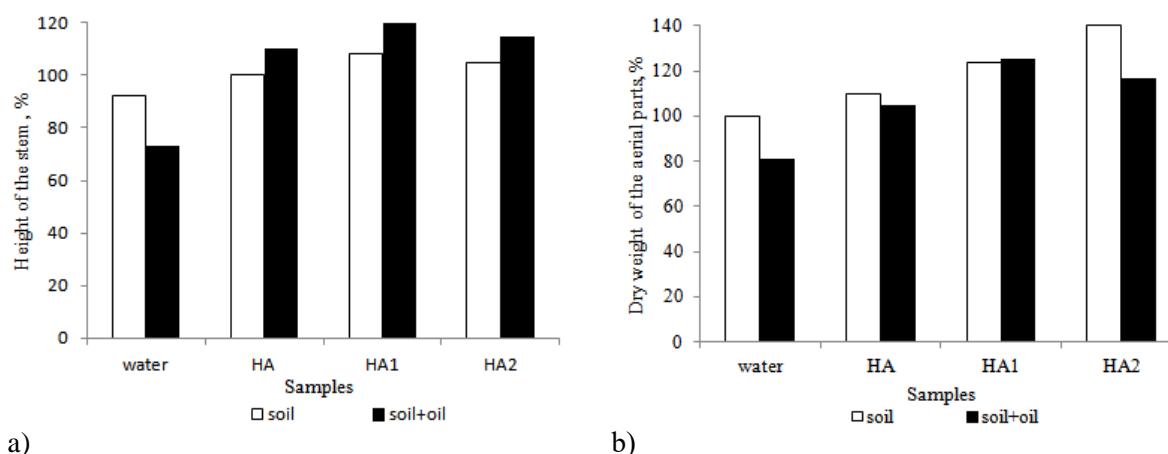 Height of the stem , %
120
100
80
60
40
20
0
water HA HA1 HA2
Samples
soil soil+oil
a)
Dry weight of the aerial parts, %
140
120
100
80
60
40
20
0
water HA HA1 HA2
Samples
soil soil+oil
b)